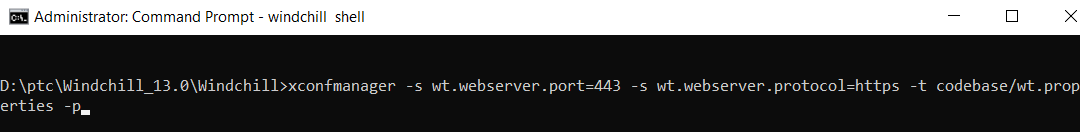 Administrator: Command Prompt - windchill  shell
D:\ptc\Windchill_13.0\Windchill>xconfmanager -s wt.webserver.port=443 -s wt.webserver.protocol=https -t codebase/wt.prop
erties -p